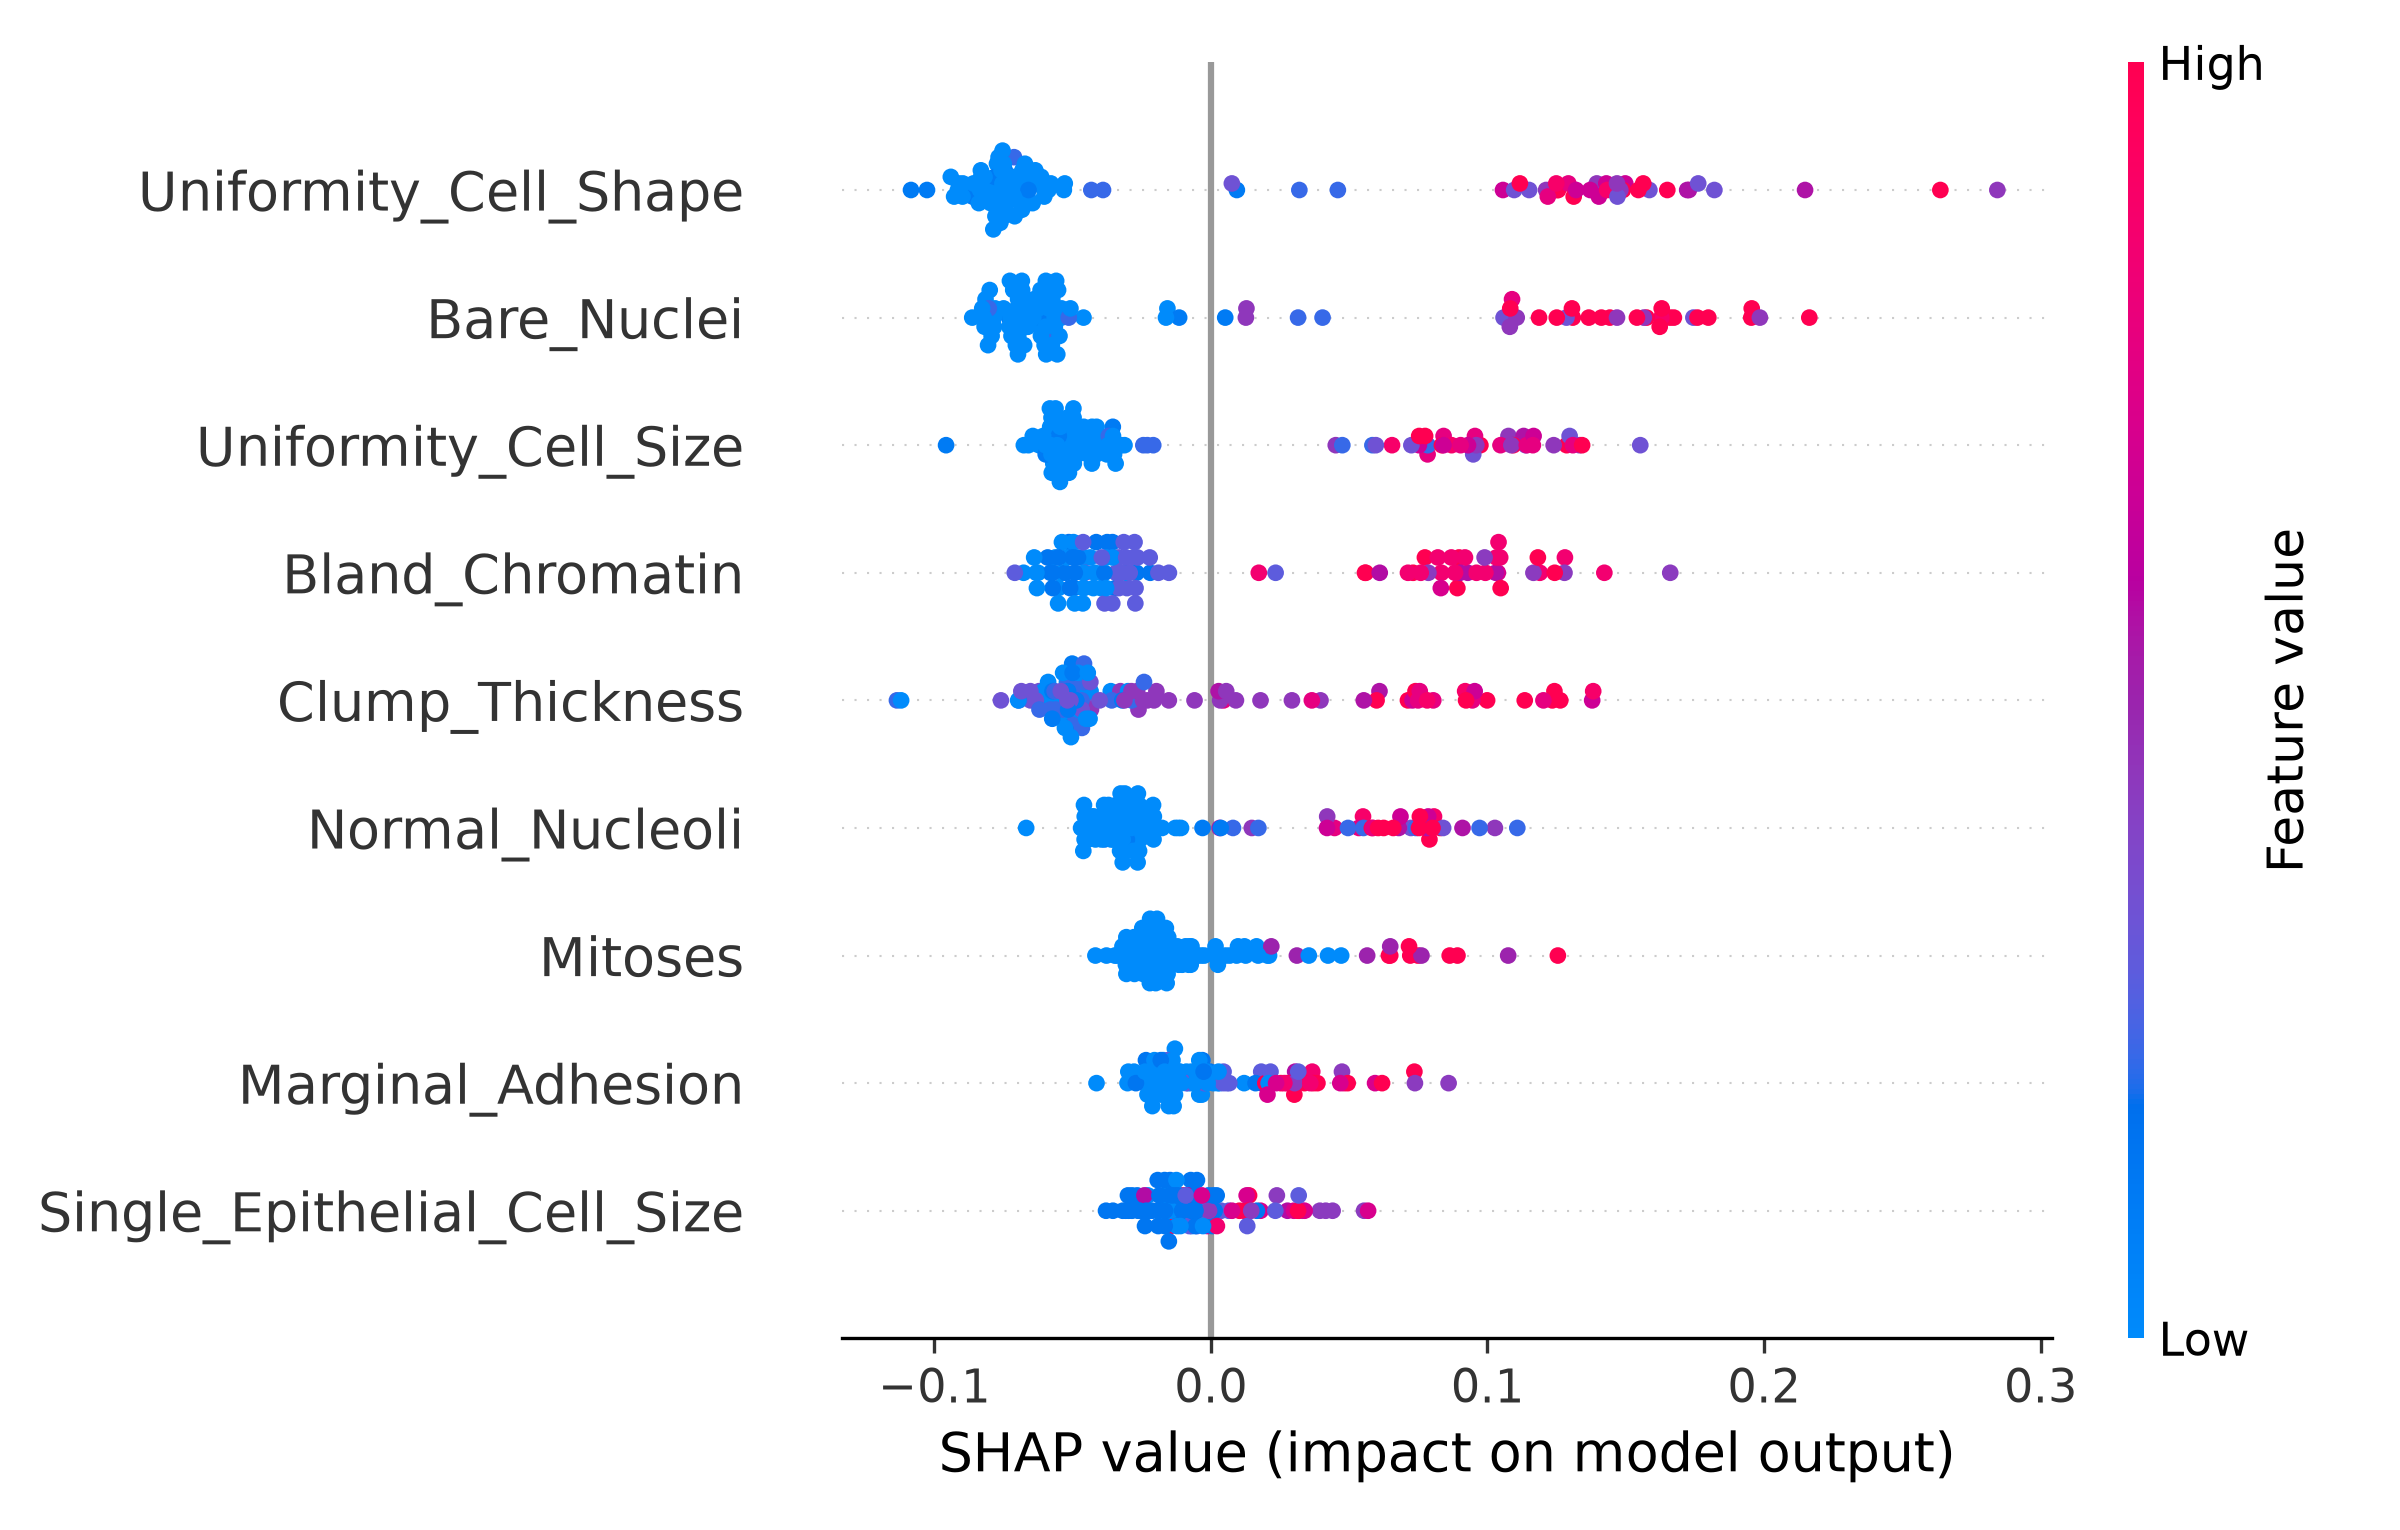 High
Uniformity_Cell_Shape
Bare_Nuclei
Uniformity_Cell_Size
Bland_Chromatin
Clump_Thickness
Normal_Nucleoli
Mitoses
Marginal_Adhesion
Single_Epithelial_Cell_Size
Feature value
Low
−0.1 0.0 0.1 0.2 0.3
SHAP value (impact on model output)